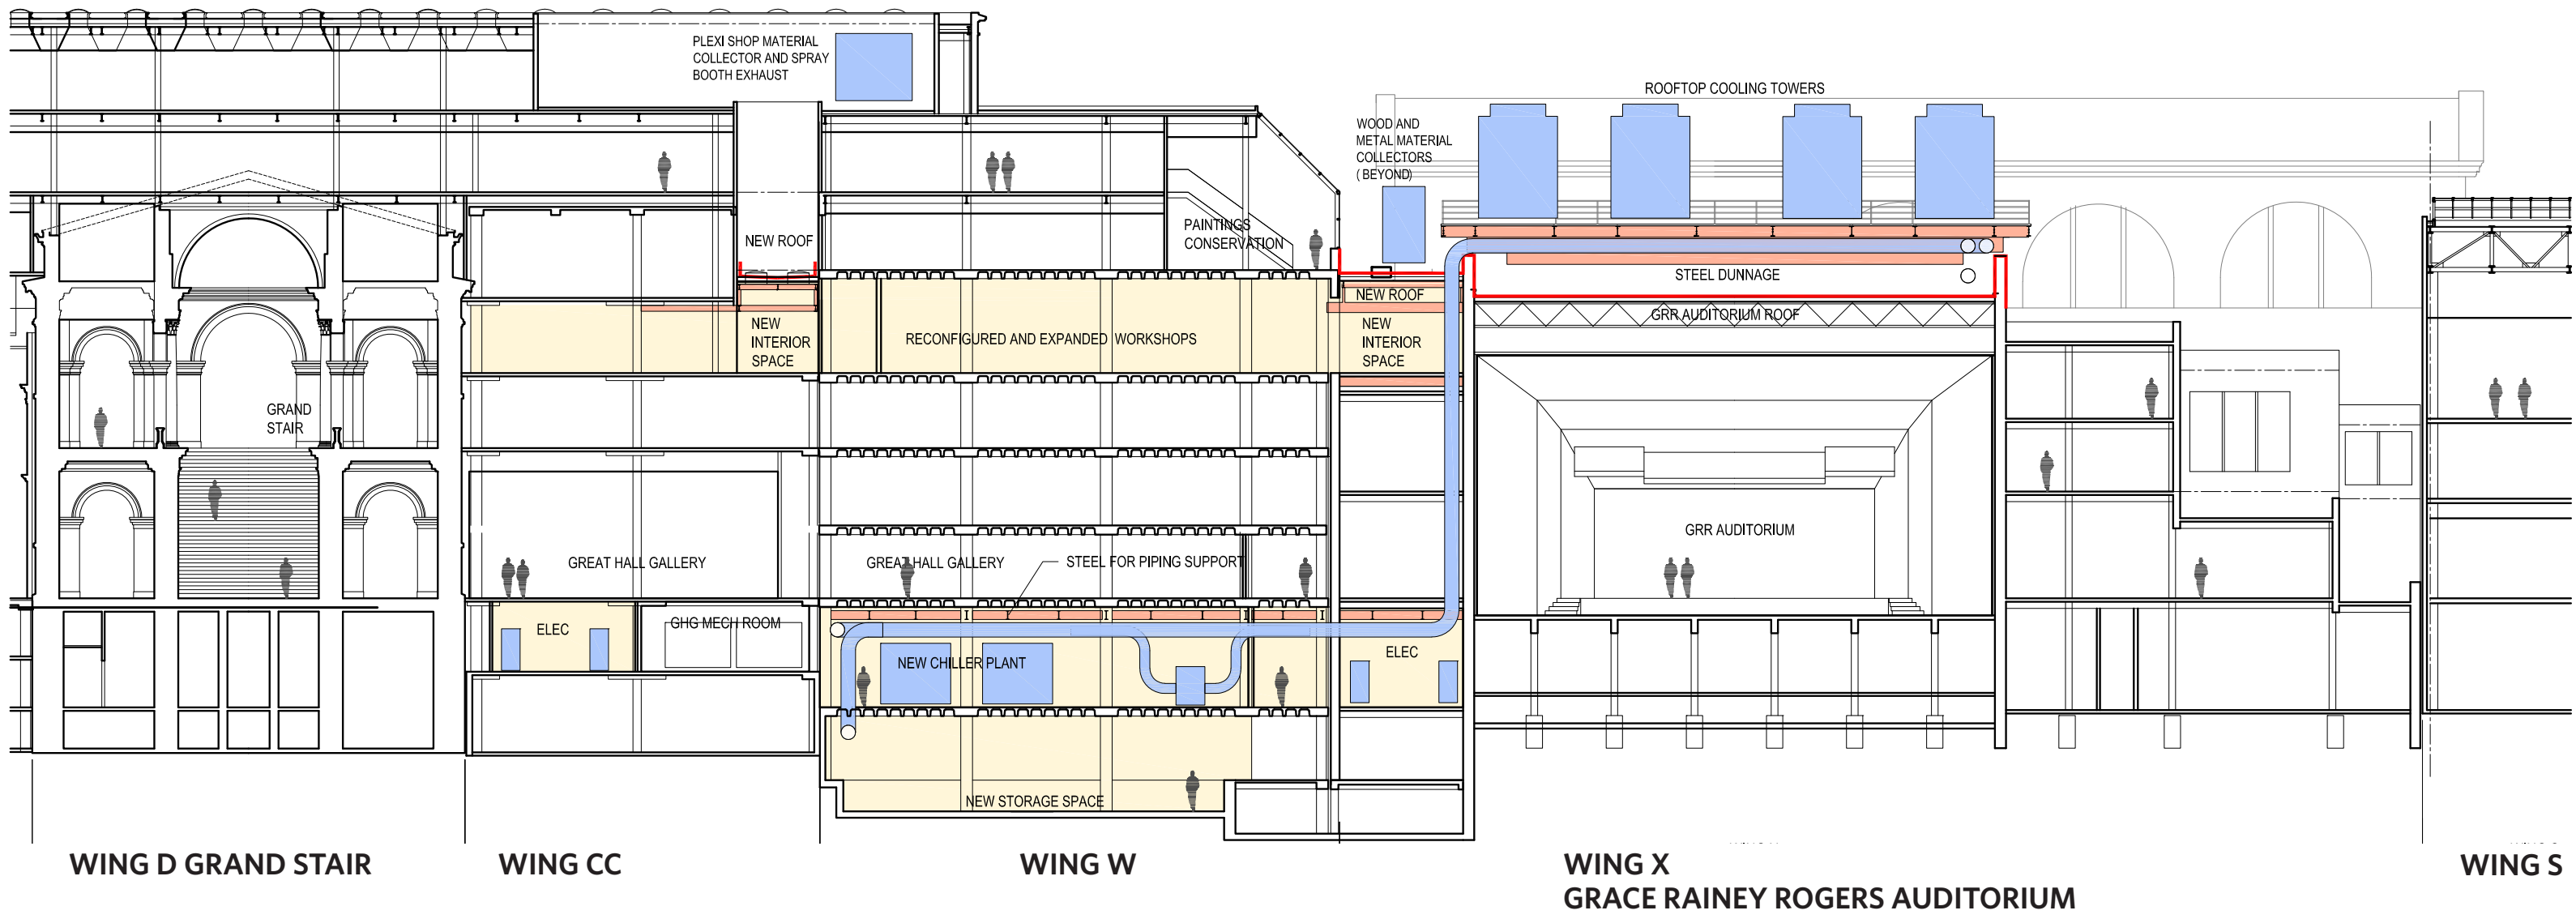 PLEXI SHOP MATERIAL
COLLECTOR AND SPRAY
BOOTH EXHAUST
ROOFTOP COOLING TOWERS
WOOD AND
METAL MATERIAL
COLLECTORS
( BEYOND)
PAINTINGS
CONSERVATION
NEW ROOF
STEEL DUNNAGE
NEW ROOF
GRR AUDITORIUM ROOF
NEW
INTERIOR
SPACE
RECONFIGURED AND EXPANDED WORKSHOPS
NEW
INTERIOR
SPACE
GRAND
STAIR
GRR AUDITORIUM
GREAT HALL GALLERY
GREAT HALL GALLERY
STEEL FOR PIPING SUPPORT
ELEC
GHG MECH ROOM
NEW CHILLER PLANT
ELEC
NEW STORAGE SPACE
WING D GRAND STAIR
WING CC
WING W
WING X
GRACE RAINEY ROGERS AUDITORIUM
WING S